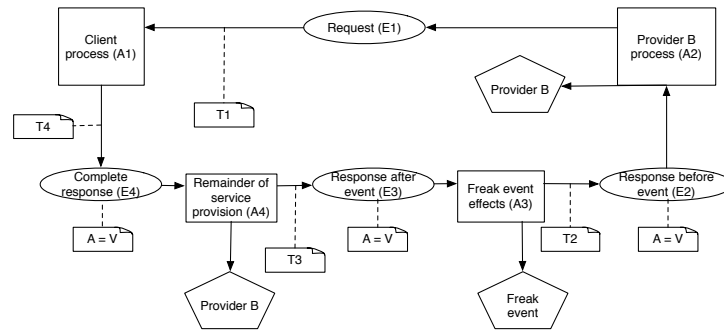 Client
process (A1)
Request (E1)
Provider B
process (A2)
Provider B
T1
T4
Complete
response (E4)
Remainder of
service
provision (A4)
Response after
event (E3)
Freak event
effects (A3)
Response before
event (E2)
A = V
T3
A = V
T2
A = V
Provider B
Freak
event